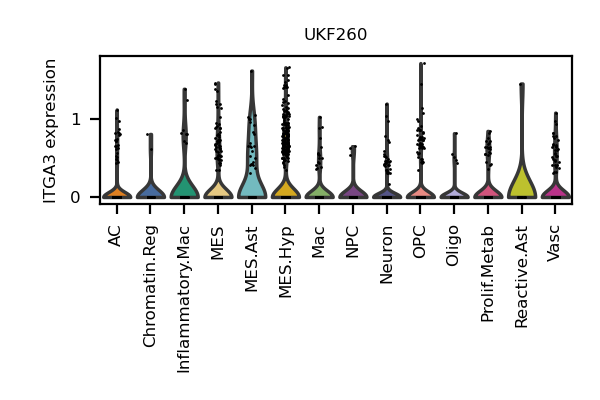 UKF260
ITGA3 expression
1
0
AC
Chromatin.Reg
Inflammatory.Mac
MES
MES.Ast
MES.Hyp
Mac
NPC
Neuron
OPC
Oligo
Prolif.Metab
Reactive.Ast
Vasc